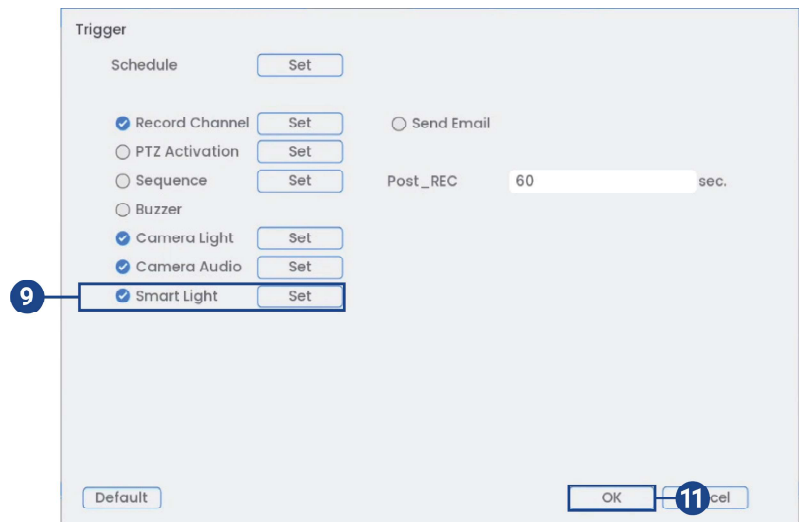 Trigger
Schedule Set
Record Channel Set Send Email
PTZ Activation Set
Sequence Set Post_REC 60 sec.
Buzzer
Camera Light Set
Camera Audio Set
9 Smart Light Set
Default OK 11 cel